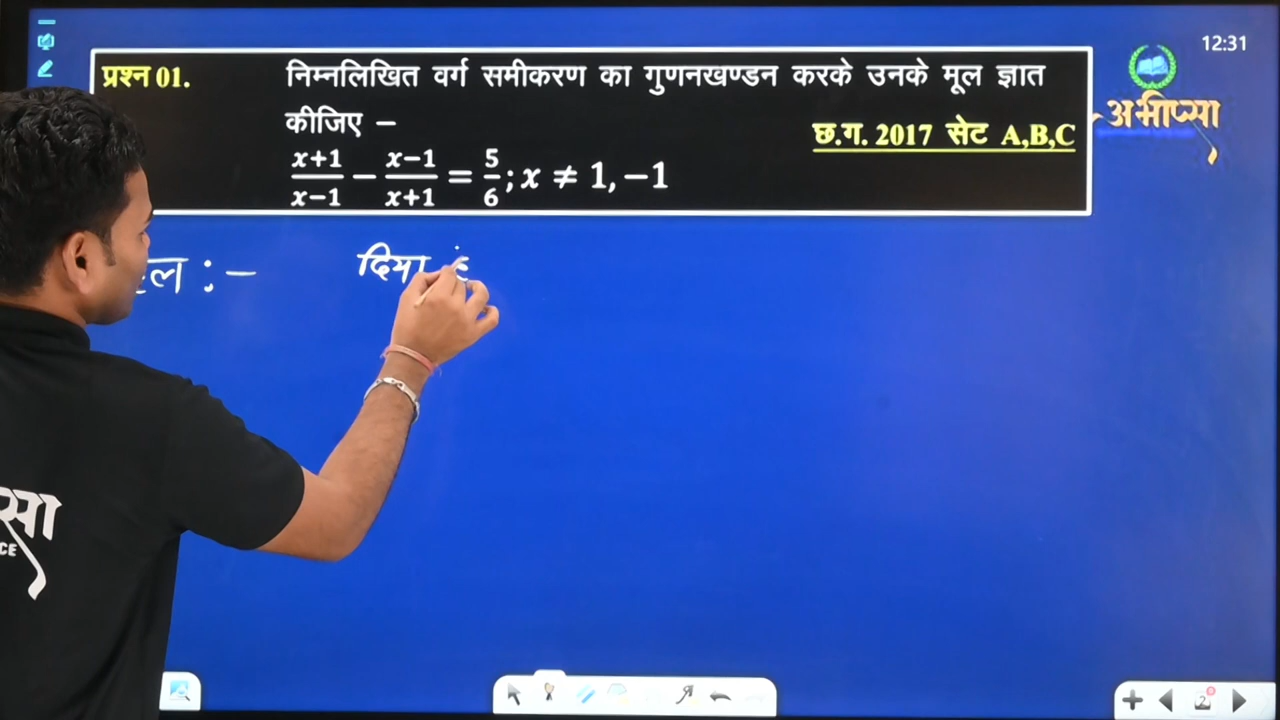 12:31
प्रश्न 01. निम्नलिखित वर्ग समीकरण का गुणनखण्डन करके उनके मूल ज्ञात
कीजिए –
छ.ग. 2017 सेट A,B,C
x+1/x−1 − x−1/x+1 = 5/6; x ≠ 1, −1
अभीप्सा
:- दिया
सा
CE
2